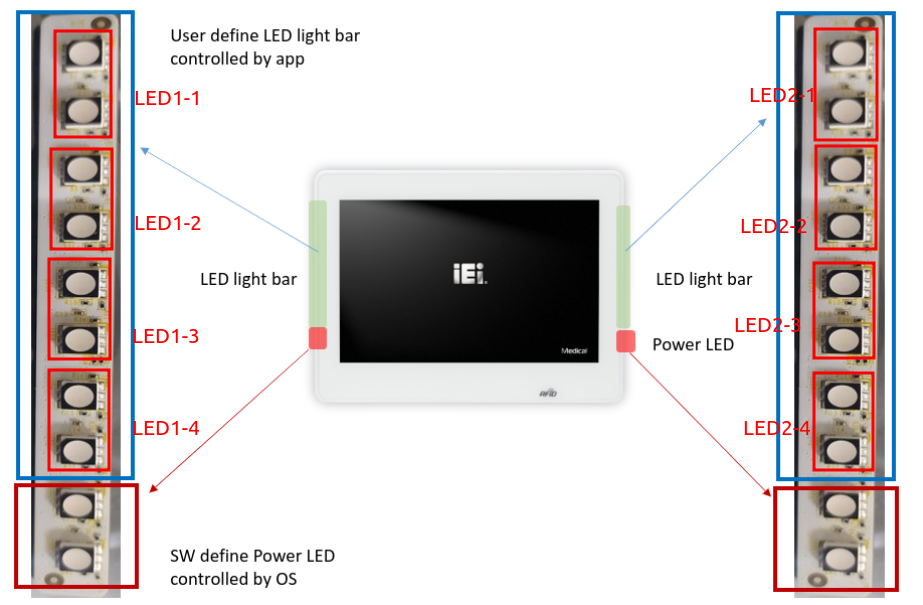 User define LED light bar
controlled by app
LED1-1
LED2-1
LED1-2
LED2-2
LED light bar
iEi
LED light bar
LED1-3
LED2-3
Power LED
Medical
RFID
LED1-4
LED2-4
SW define Power LED
controlled by OS